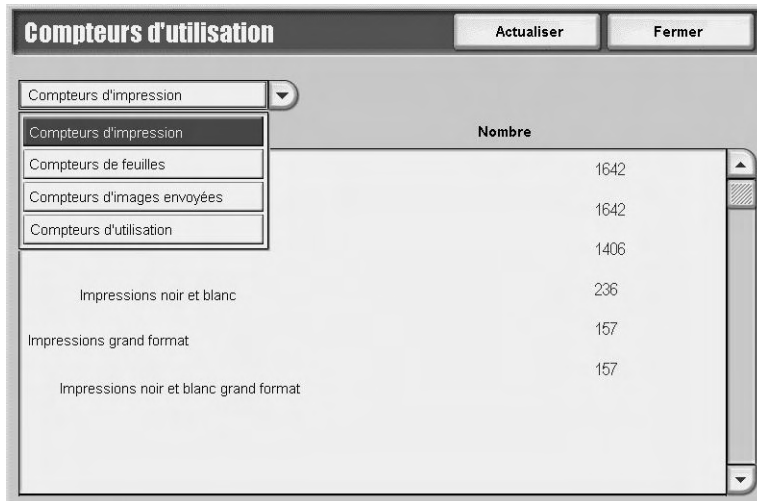 Compteurs d'utilisation
Actualiser
Fermer
Compteurs d'impression
Compteurs d'impression
Compteurs de feuilles
Compteurs d'images envoyées
Compteurs d'utilisation
Nombre
1642
1642
1406
Impressions noir et blanc 236
Impressions grand format 157
Impressions noir et blanc grand format 157